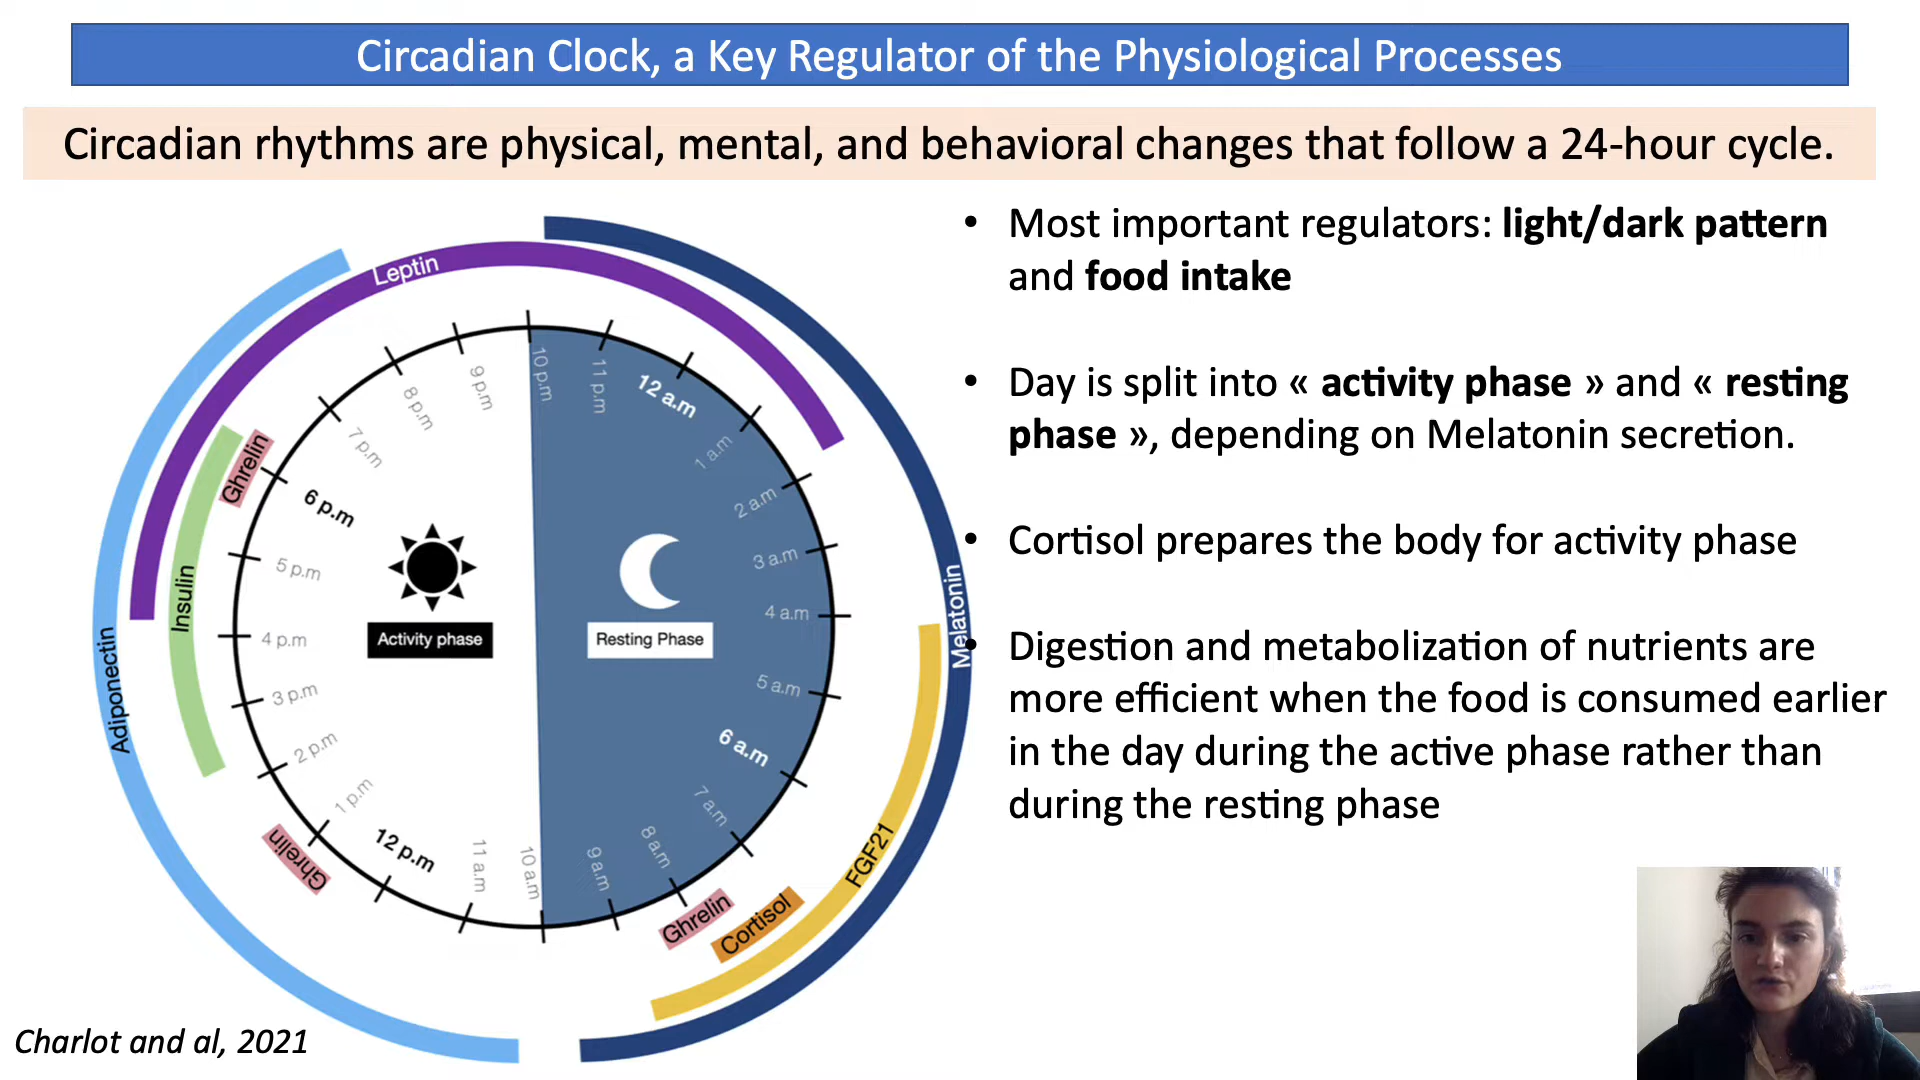 Circadian Clock, a Key Regulator of the Physiological Processes
Circadian rhythms are physical, mental, and behavioral changes that follow a 24-hour cycle.
• Most important regulators: light/dark pattern
and food intake
• Day is split into « activity phase » and « resting
phase », depending on Melatonin secretion.
• Cortisol prepares the body for activity phase
• Digestion and metabolization of nutrients are
more efficient when the food is consumed earlier
in the day during the active phase rather than
during the resting phase
Leptin
Ghrelin
Insulin
Adiponectin
Melatonin
FGF21
Cortisol
Ghrelin
Ghrelin
10 p.m
11 p.m
12 a.m
1 a.m
2 a.m
3 a.m
4 a.m
5 a.m
6 a.m
7 a.m
8 a.m
9 a.m
10 a.m
11 a.m
12 p.m
1 p.m
2 p.m
3 p.m
4 p.m
5 p.m
6 p.m
7 p.m
8 p.m
9 p.m
Activity phase
Resting Phase
Charlot and al, 2021